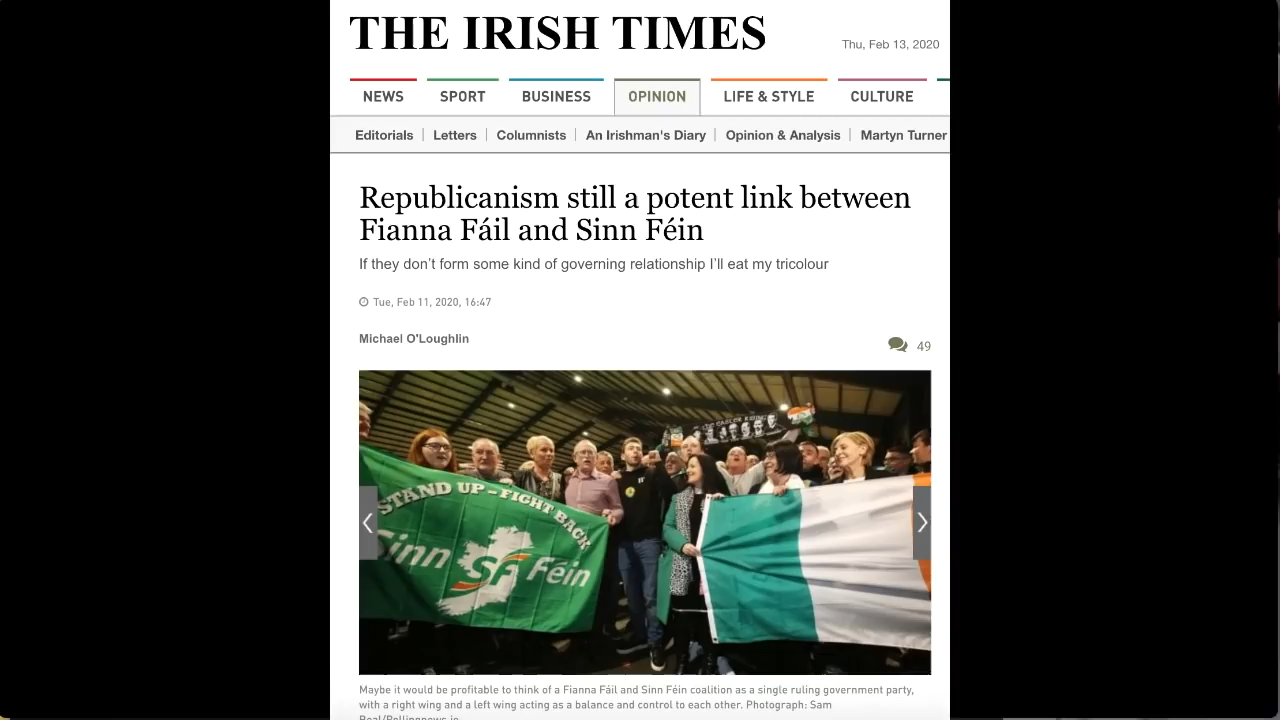 THE IRISH TIMES
Thu, Feb 13, 2020
NEWS SPORT BUSINESS OPINION LIFE & STYLE CULTURE
Editorials Letters Columnists An Irishman's Diary Opinion & Analysis Martyn Turner
Republicanism still a potent link between
Fianna Fáil and Sinn Féin
If they don't form some kind of governing relationship I'll eat my tricolour
Tue, Feb 11, 2020, 16:47
Michael O'Loughlin
49
STAND UP - FIGHT BACK
Sinn SF Féin
Maybe it would be profitable to think of a Fianna Fáil and Sinn Féin coalition as a single ruling government party,
with a right wing and a left wing acting as a balance and control to each other. Photograph: Sam